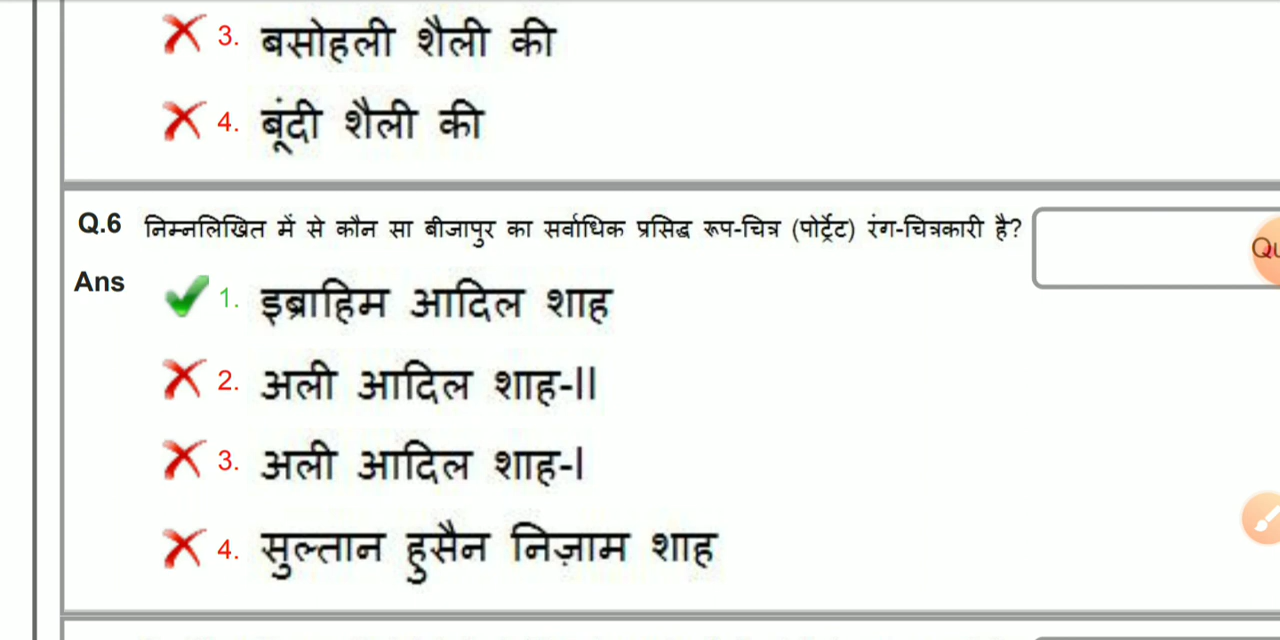 3. बसोहली शैली की
4. बूंदी शैली की
Q.6 निम्नलिखित में से कौन सा बीजापुर का सर्वाधिक प्रसिद्ध रूप-चित्र (पोर्ट्रेट) रंग-चित्रकारी है?
Qu
Ans 1. इब्राहिम आदिल शाह
2. अली आदिल शाह-II
3. अली आदिल शाह-I
4. सुल्तान हुसैन निज़ाम शाह